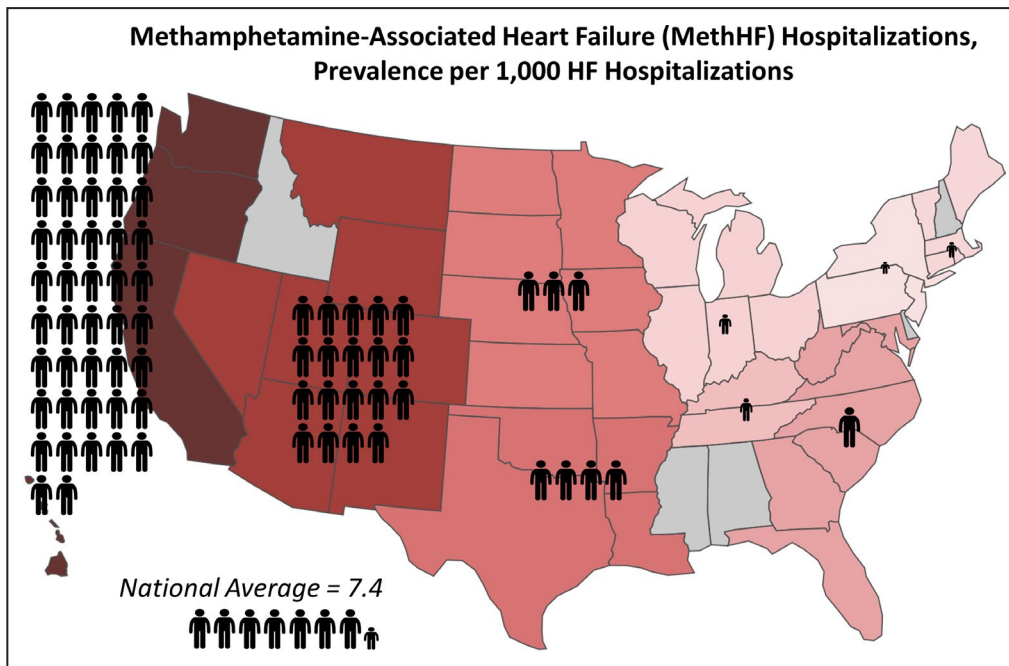 Methamphetamine-Associated Heart Failure (MethHF) Hospitalizations,
Prevalence per 1,000 HF Hospitalizations
National Average = 7.4